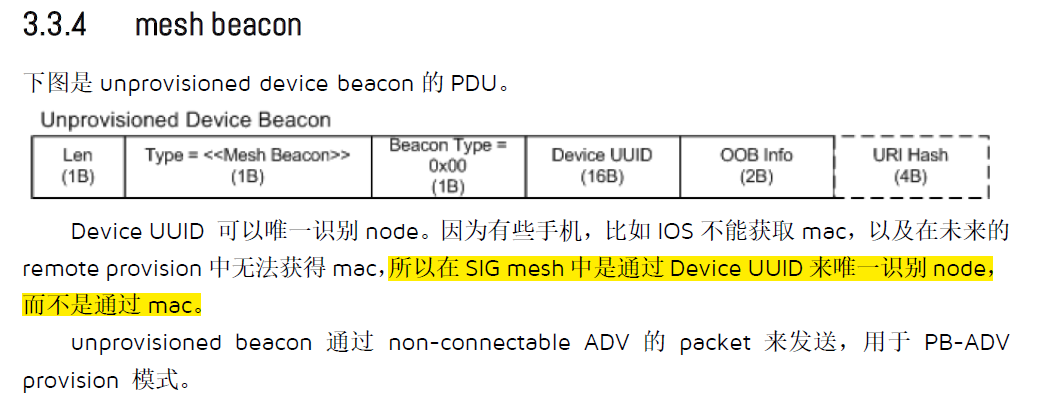 3.3.4 mesh beacon
下图是 unprovisioned device beacon 的 PDU。
Unprovisioned Device Beacon
Len
(1B)
Type = <<Mesh Beacon>>
(1B)
Beacon Type =
0x00
(1B)
Device UUID
(16B)
OOB Info
(2B)
URI Hash
(4B)
Device UUID 可以唯一识别 node。因为有些手机，比如 IOS 不能获取 mac，以及在未来的
remote provision 中无法获得 mac，所以在 SIG mesh 中是通过 Device UUID 来唯一识别 node，
而不是通过 mac。
unprovisioned beacon 通过 non-connectable ADV 的 packet 来发送，用于 PB-ADV
provision 模式。